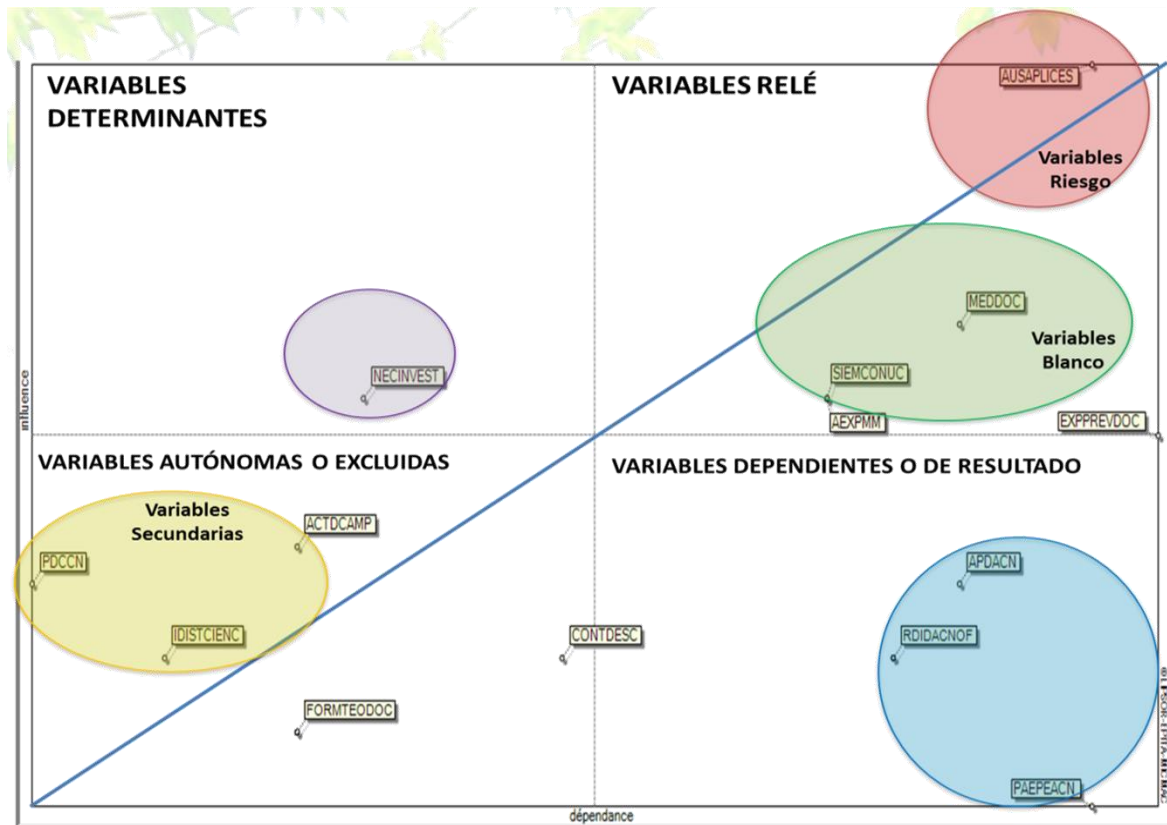 VARIABLES
DETERMINANTES
VARIABLES RELÉ
AUSAPLICES
Variables
Riesgo
MEDDOC
Variables
Blanco
SIEMCONUC
NECINVEST
AEXPMM
EXPPREVDOC
influence
VARIABLES AUTÓNOMAS O EXCLUIDAS
VARIABLES DEPENDIENTES O DE RESULTADO
Variables
Secundarias
ACTDCAMP
PDCCN
APDACN
IDISTCIENC
CONTDESC
RDIDACNOF
FORMTEODOC
PAEPEACN
dépendance